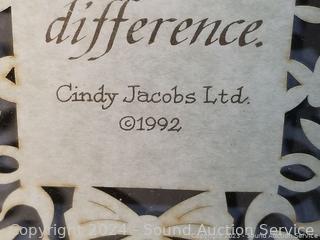 difference.
Cindy Jacobs Ltd.
©1992
Copyright 2024 - Sound Auction Service